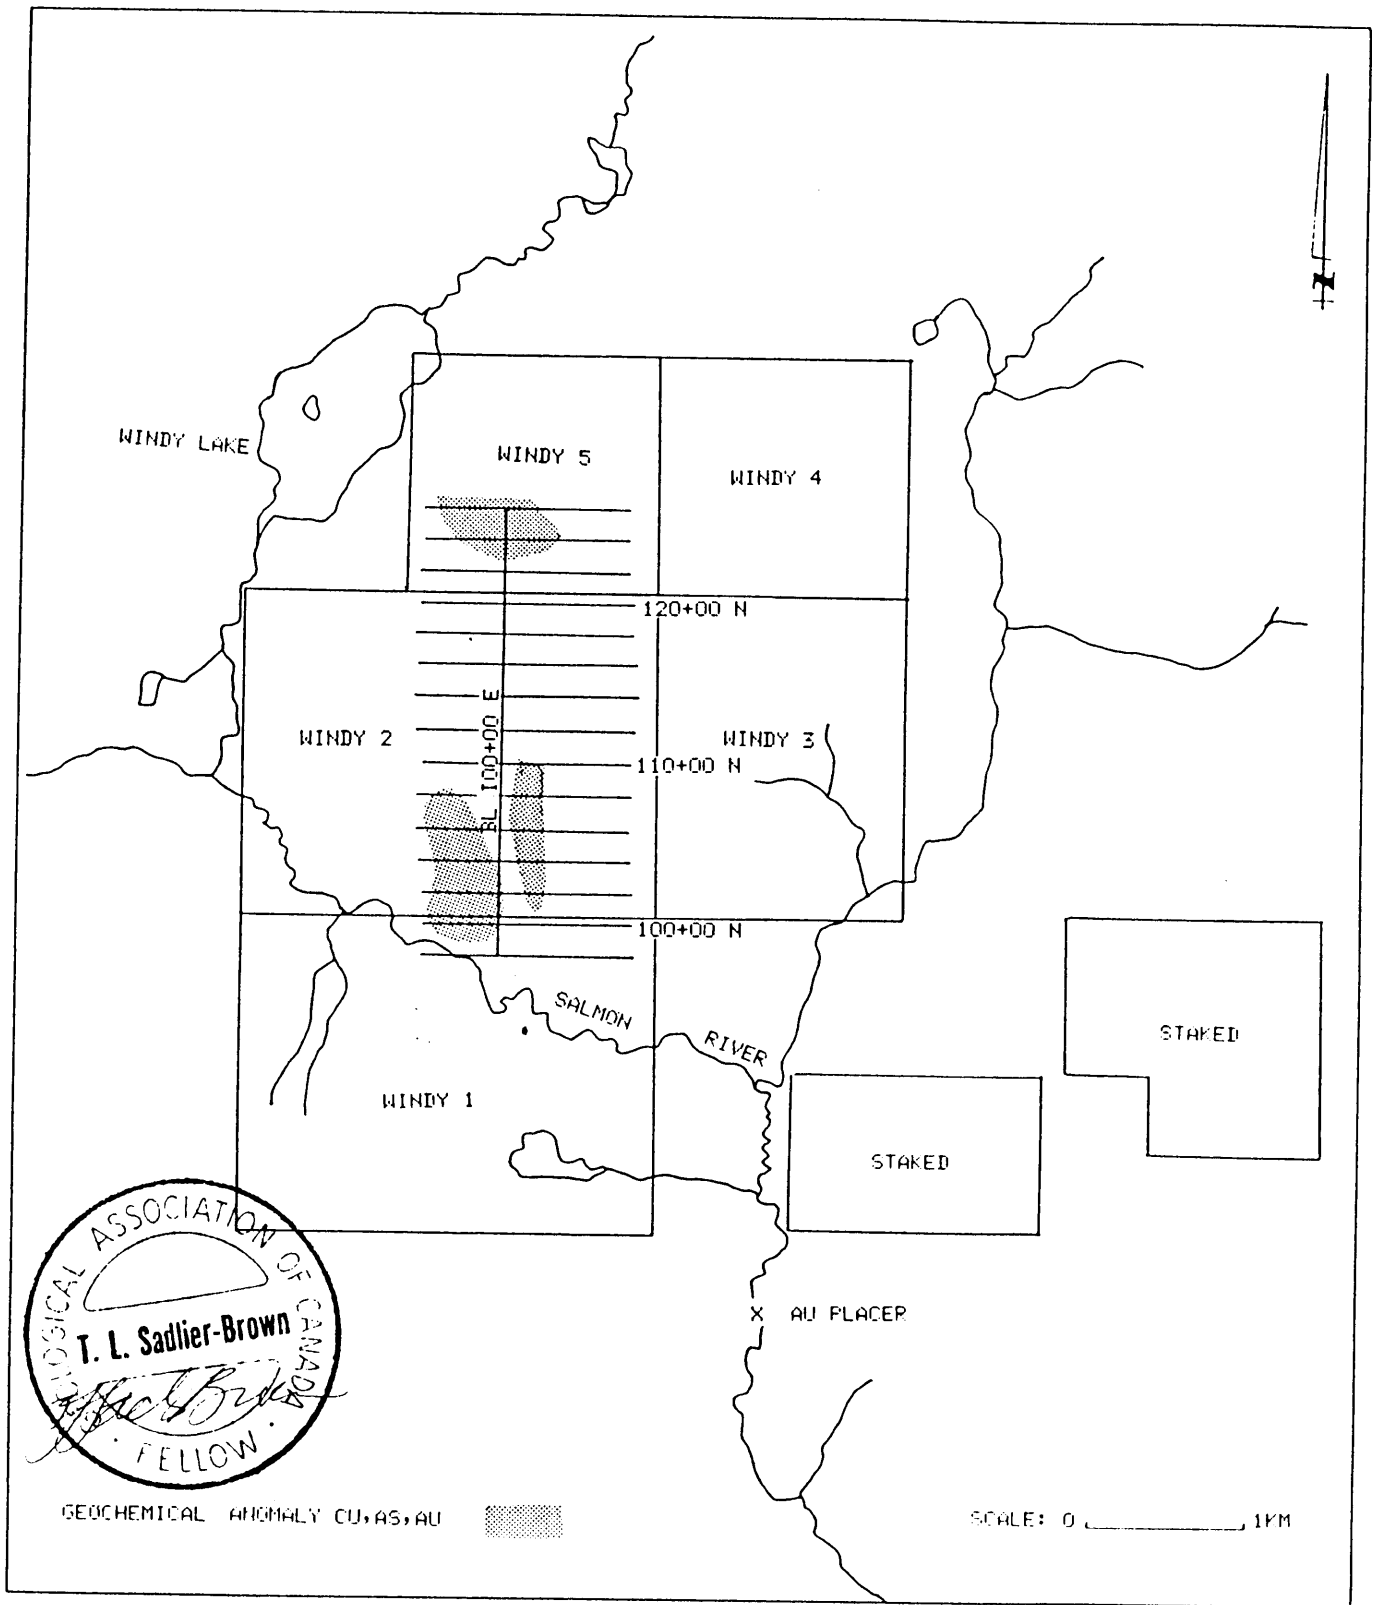 N
WINDY LAKE
WINDY 5
WINDY 4
120+00 N
BL 100+00 E
WINDY 2
WINDY 3
110+00 N
100+00 N
SALMON RIVER
STAKED
WINDY 1
STAKED
GEOLOGICAL ASSOCIATION OF CANADA
T. L. Sadlier-Brown
· FELLOW ·
X AU PLACER
GEOCHEMICAL ANOMALY CU,AS,AU
SCALE: 0 1KM